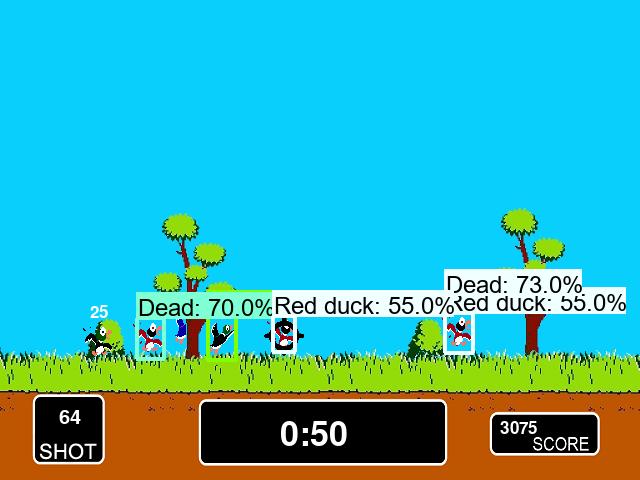 Dead: 73.0%
Red duck: 55.0%
Dead: 70.0%
Red duck: 55.0%
25
64
SHOT
0:50
3075
SCORE